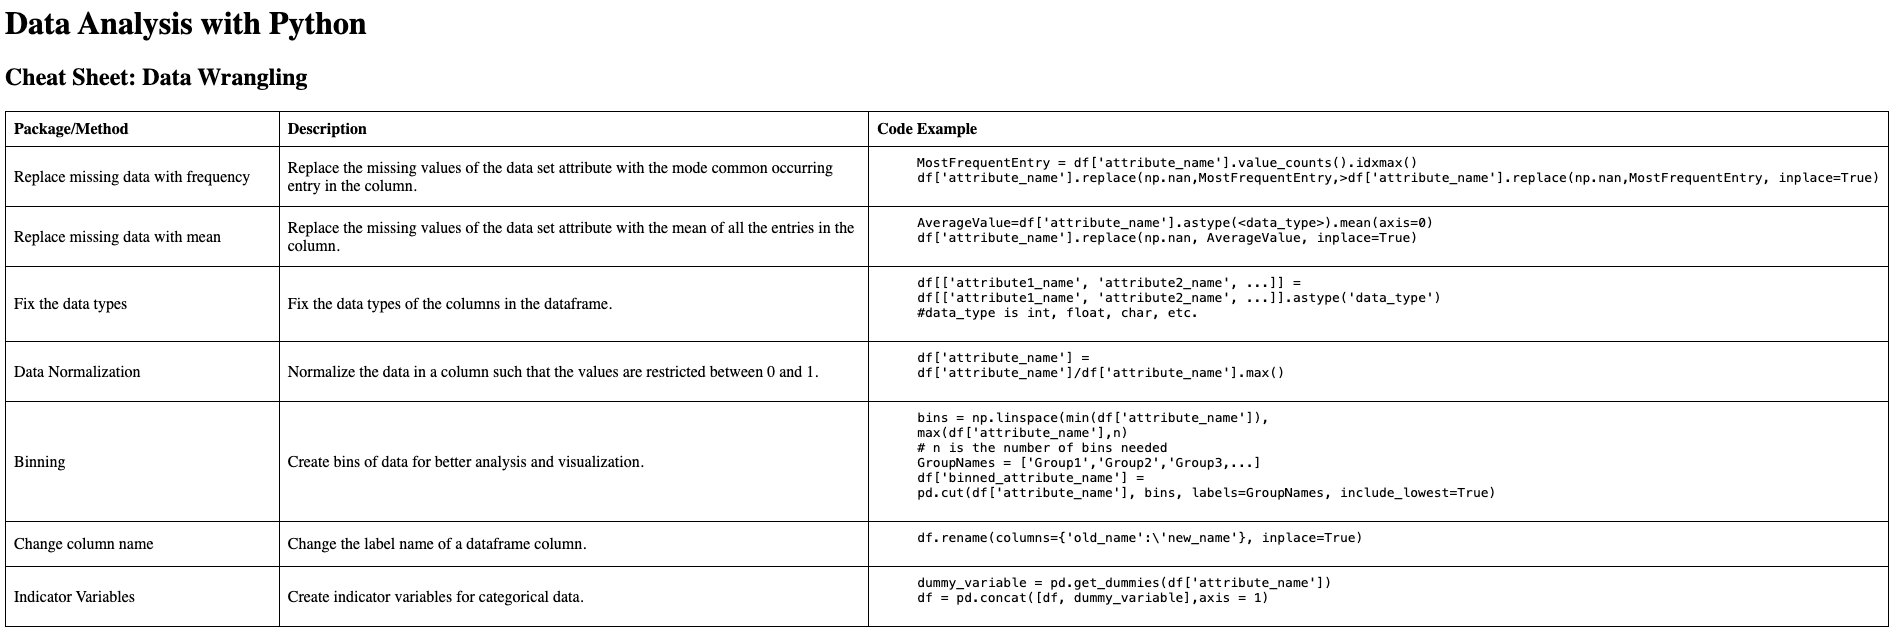 Data Analysis with Python
Cheat Sheet: Data Wrangling
Package/Method
Description
Code Example
Replace missing data with frequency
Replace the missing values of the data set attribute with the mode common occurring
entry in the column.
MostFrequentEntry = df['attribute_name'].value_counts().idxmax()
df['attribute_name'].replace(np.nan,MostFrequentEntry,>df['attribute_name'].replace(np.nan,MostFrequentEntry, inplace=True)
Replace missing data with mean
Replace the missing values of the data set attribute with the mean of all the entries in the
column.
AverageValue=df['attribute_name'].astype(<data_type>).mean(axis=0)
df['attribute_name'].replace(np.nan, AverageValue, inplace=True)
Fix the data types
Fix the data types of the columns in the dataframe.
df[['attribute1_name', 'attribute2_name', ...]] =
df[['attribute1_name', 'attribute2_name', ...]].astype('data_type')
#data_type is int, float, char, etc.
Data Normalization
Normalize the data in a column such that the values are restricted between 0 and 1.
df['attribute_name'] =
df['attribute_name']/df['attribute_name'].max()
Binning
Create bins of data for better analysis and visualization.
bins = np.linspace(min(df['attribute_name']),
max(df['attribute_name'],n)
# n is the number of bins needed
GroupNames = ['Group1','Group2','Group3,...]
df['binned_attribute_name'] =
pd.cut(df['attribute_name'], bins, labels=GroupNames, include_lowest=True)
Change column name
Change the label name of a dataframe column.
df.rename(columns={'old_name':\'new_name'}, inplace=True)
Indicator Variables
Create indicator variables for categorical data.
dummy_variable = pd.get_dummies(df['attribute_name'])
df = pd.concat([df, dummy_variable],axis = 1)